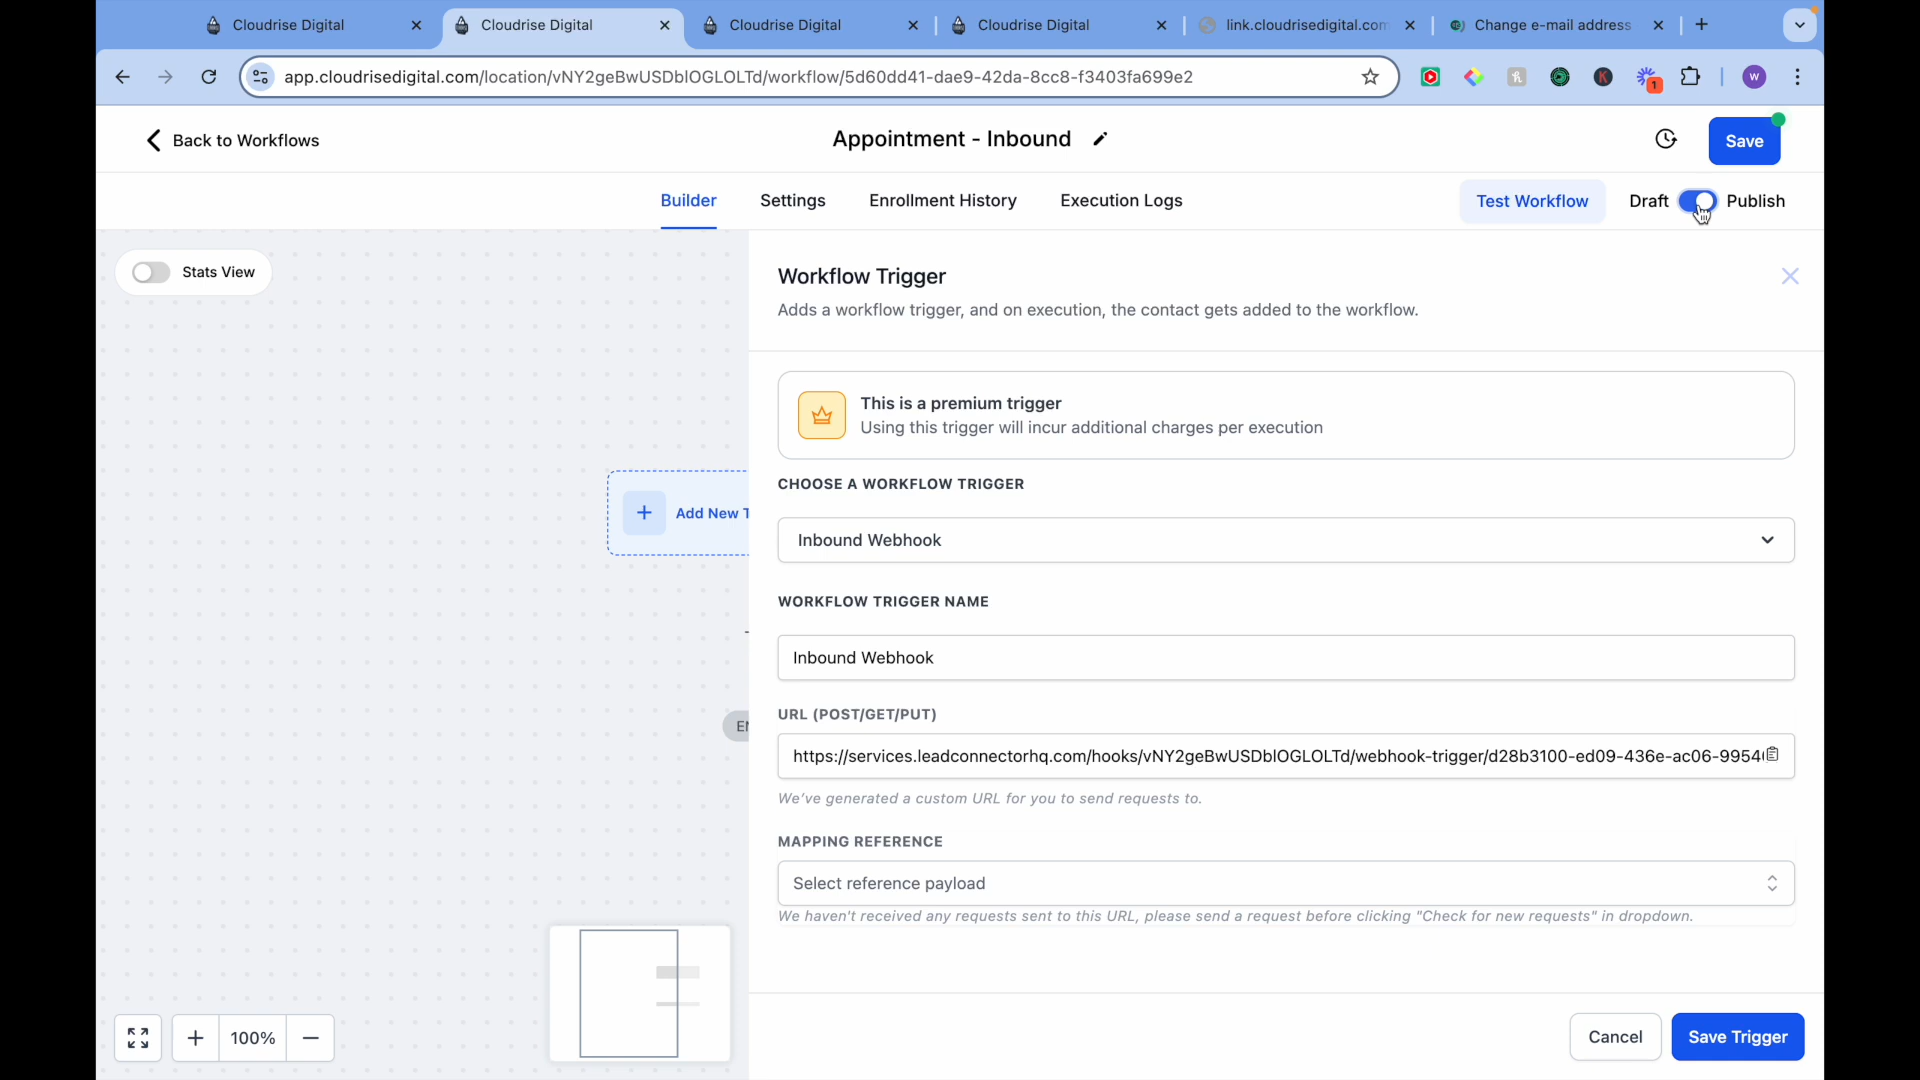 Cloudrise Digital
Cloudrise Digital
Cloudrise Digital
Cloudrise Digital
link.cloudrisedigital.com
Change e-mail address
app.cloudrisedigital.com/location/vNY2geBwUSDblOGLOLTd/workflow/5d60dd41-dae9-42da-8cc8-f3403fa699e2
1
W
Back to Workflows
Appointment - Inbound
Save
Builder
Settings
Enrollment History
Execution Logs
Test Workflow
Draft
Publish
Stats View
Workflow Trigger
Adds a workflow trigger, and on execution, the contact gets added to the workflow.
This is a premium trigger
Using this trigger will incur additional charges per execution
CHOOSE A WORKFLOW TRIGGER
Inbound Webhook
Add New T
WORKFLOW TRIGGER NAME
Inbound Webhook
URL (POST/GET/PUT)
EN
https://services.leadconnectorhq.com/hooks/vNY2geBwUSDblOGLOLTd/webhook-trigger/d28b3100-ed09-436e-ac06-9954
We've generated a custom URL for you to send requests to.
MAPPING REFERENCE
Select reference payload
We haven't received any requests sent to this URL, please send a request before clicking "Check for new requests" in dropdown.
100%
Cancel
Save Trigger